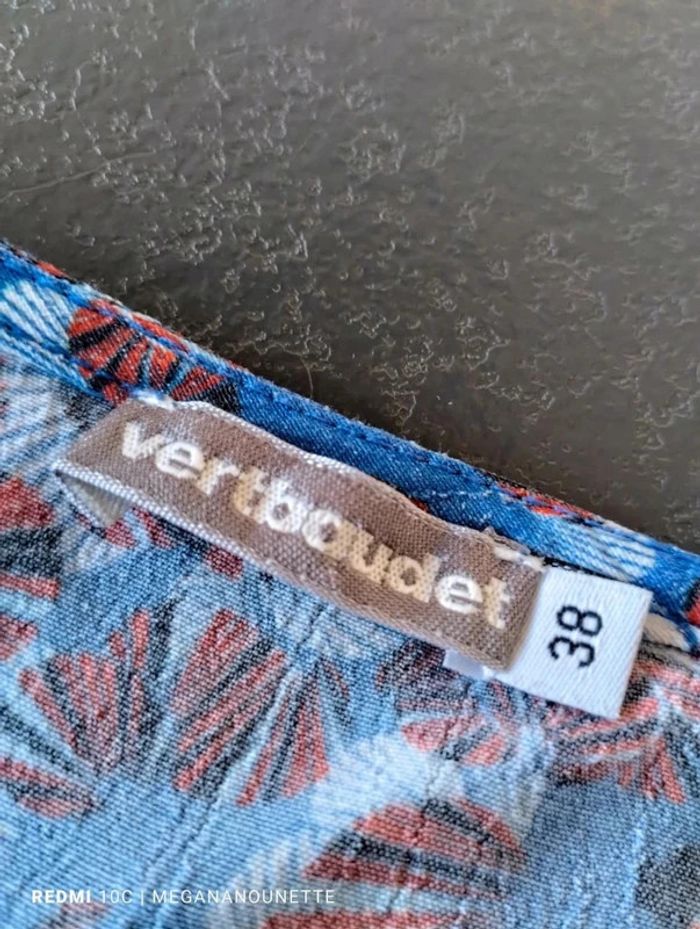 vertbaudet
38
REDMI 10C | MEGANANOUNETTE